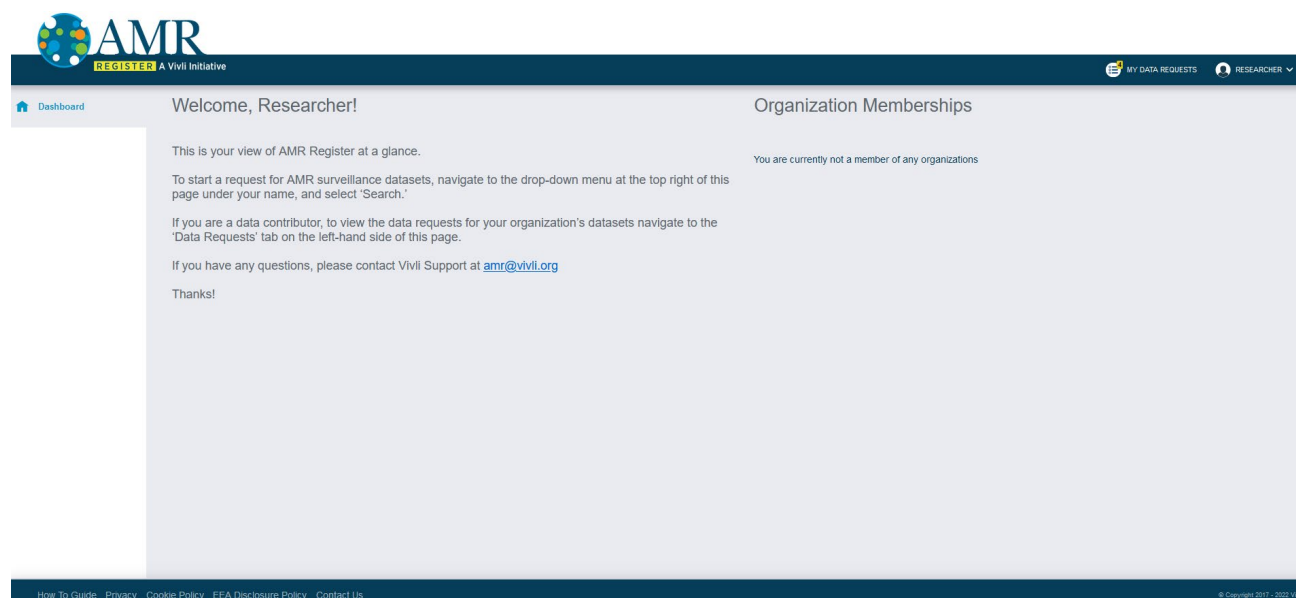 AMR
REGISTER A Vivli Initiative
MY DATA REQUESTS
RESEARCHER
Dashboard
Welcome, Researcher!
This is your view of AMR Register at a glance.
To start a request for AMR surveillance datasets, navigate to the drop-down menu at the top right of this
page under your name, and select ‘Search.’
If you are a data contributor, to view the data requests for your organization’s datasets navigate to the
‘Data Requests’ tab on the left-hand side of this page.
If you have any questions, please contact Vivli Support at amr@vivli.org
Thanks!
Organization Memberships
You are currently not a member of any organizations
How To Guide Privacy Cookie Policy EEA Disclosure Policy Contact Us
© Copyright 2017 - 2022